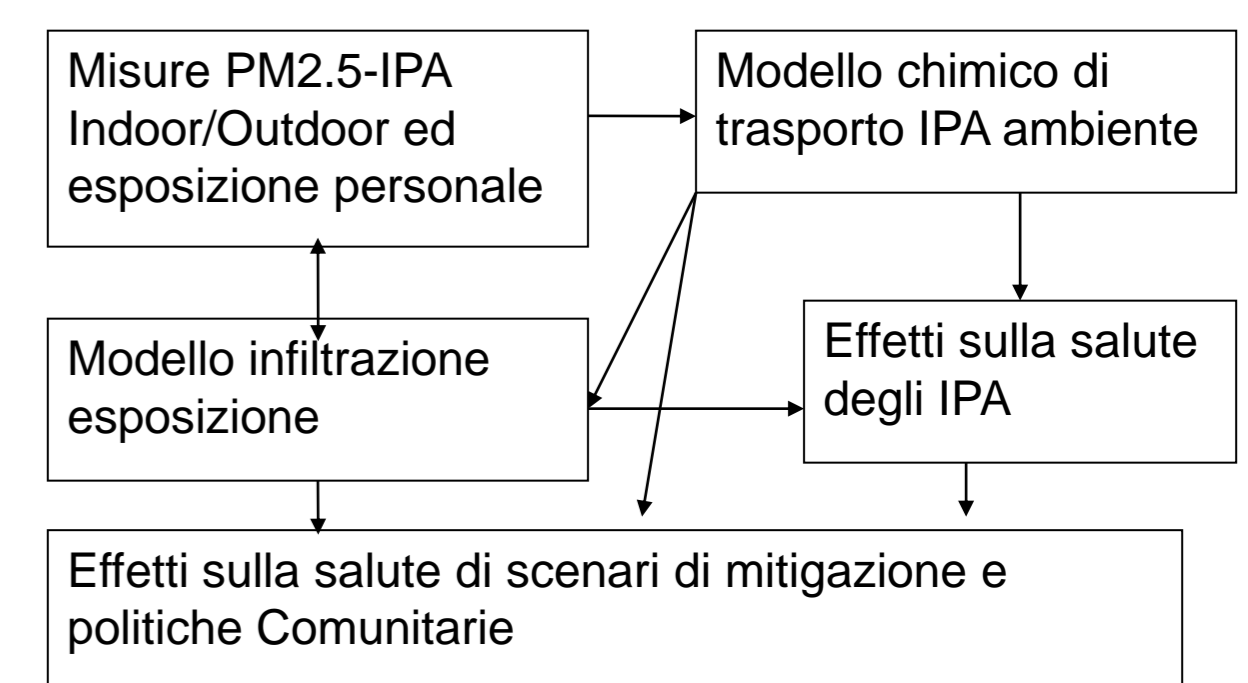 Misure PM2.5-IPA
Indoor/Outdoor ed
esposizione personale
Modello chimico di
trasporto IPA ambiente
Modello infiltrazione
esposizione
Effetti sulla salute
degli IPA
Effetti sulla salute di scenari di mitigazione e
politiche Comunitarie